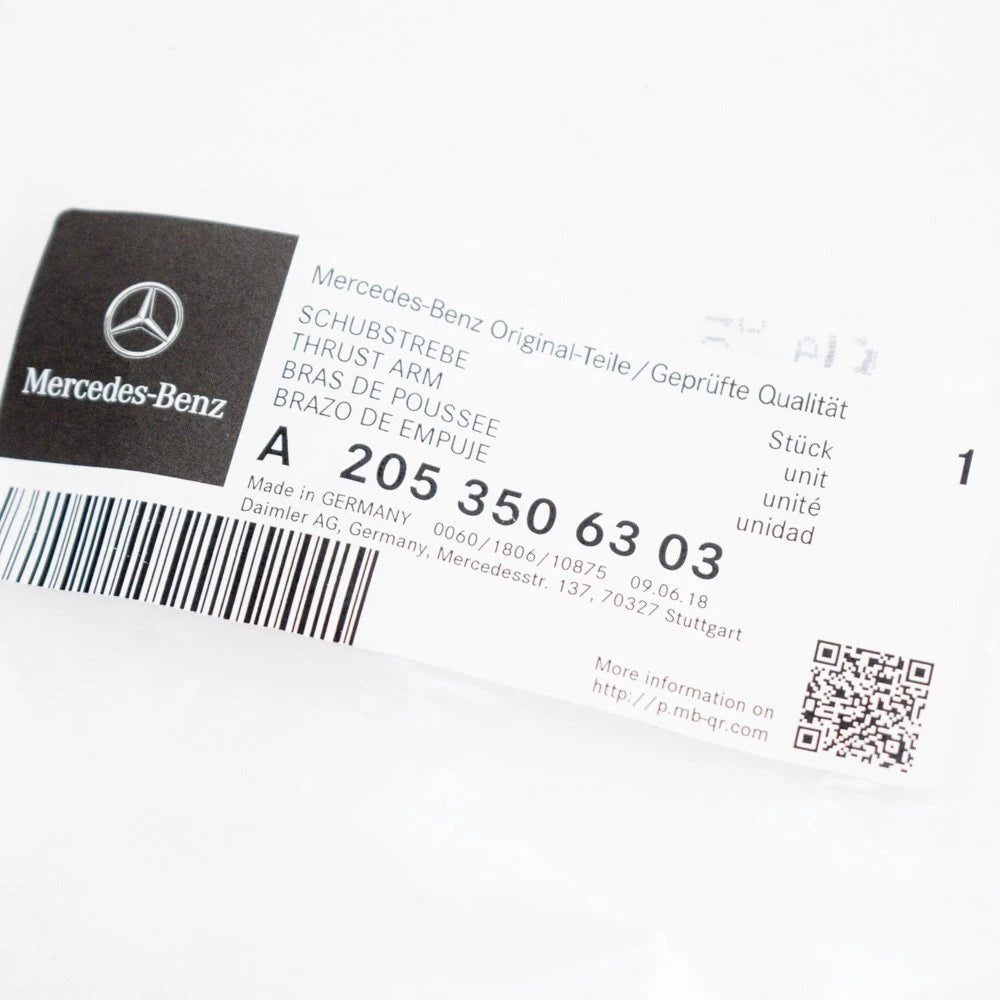 Mercedes-Benz
Mercedes-Benz Original-Teile/Geprüfte Qualität
SCHUBSTREBE
THRUST ARM
BRAS DE POUSSEE
BRAZO DE EMPUJE
Stück
unit
unité
unidad
1
A 205 350 63 03
Made in GERMANY 0060/1806/10875 09.06.18
Daimler AG, Germany, Mercedesstr. 137, 70327 Stuttgart
More information on
http://p.mb-qr.com